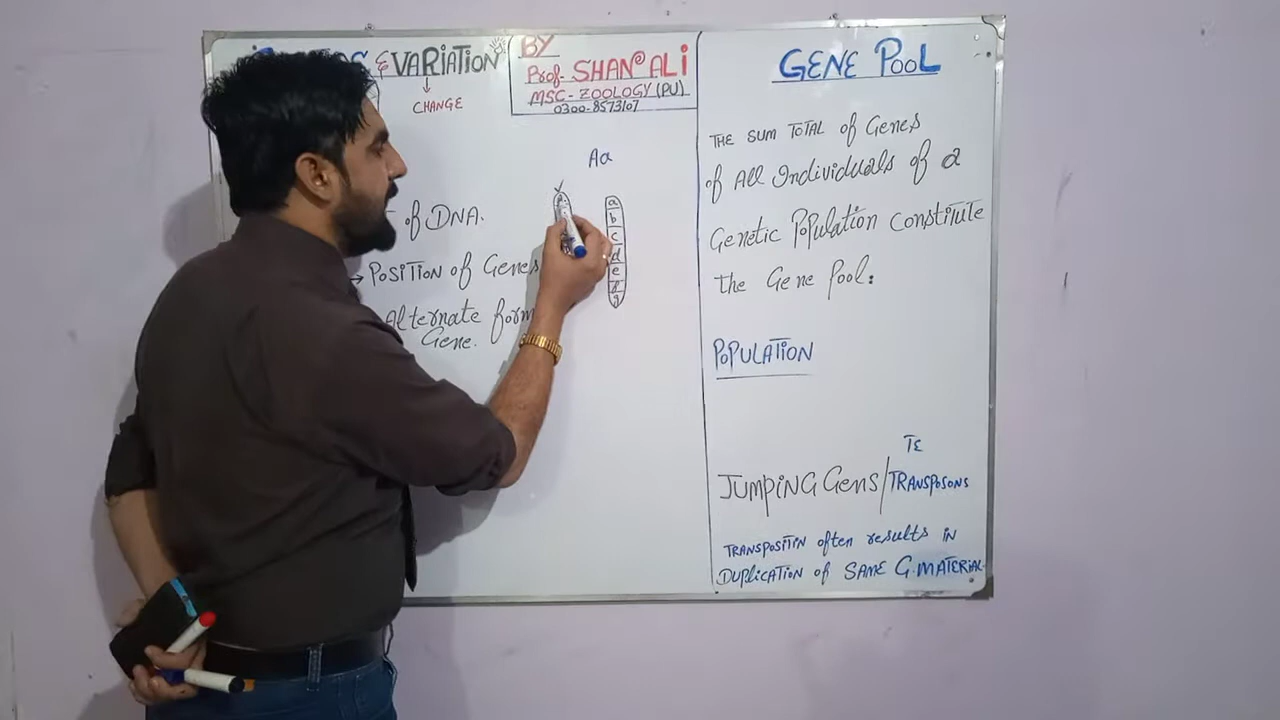 & VARIATION
CHANGE
BY
Prof. SHAN ALI
MSC-ZOOLOGY (PU)
0300-8573107
Aa
of DNA.
→ POSITION of Genes
Alternate form
Gene.
a
b
c
d
e
f
g
GENE POOL
THE SUM TOTAL of Genes
of All Individuals of a
Genetic Population Constitute
the Gene Pool:
POPULATION
TE
JUMPING Gens/TRANSPOSONS
TRANSPOSITIN often results in
DUPlicATION of SAME G.MATERIAL.